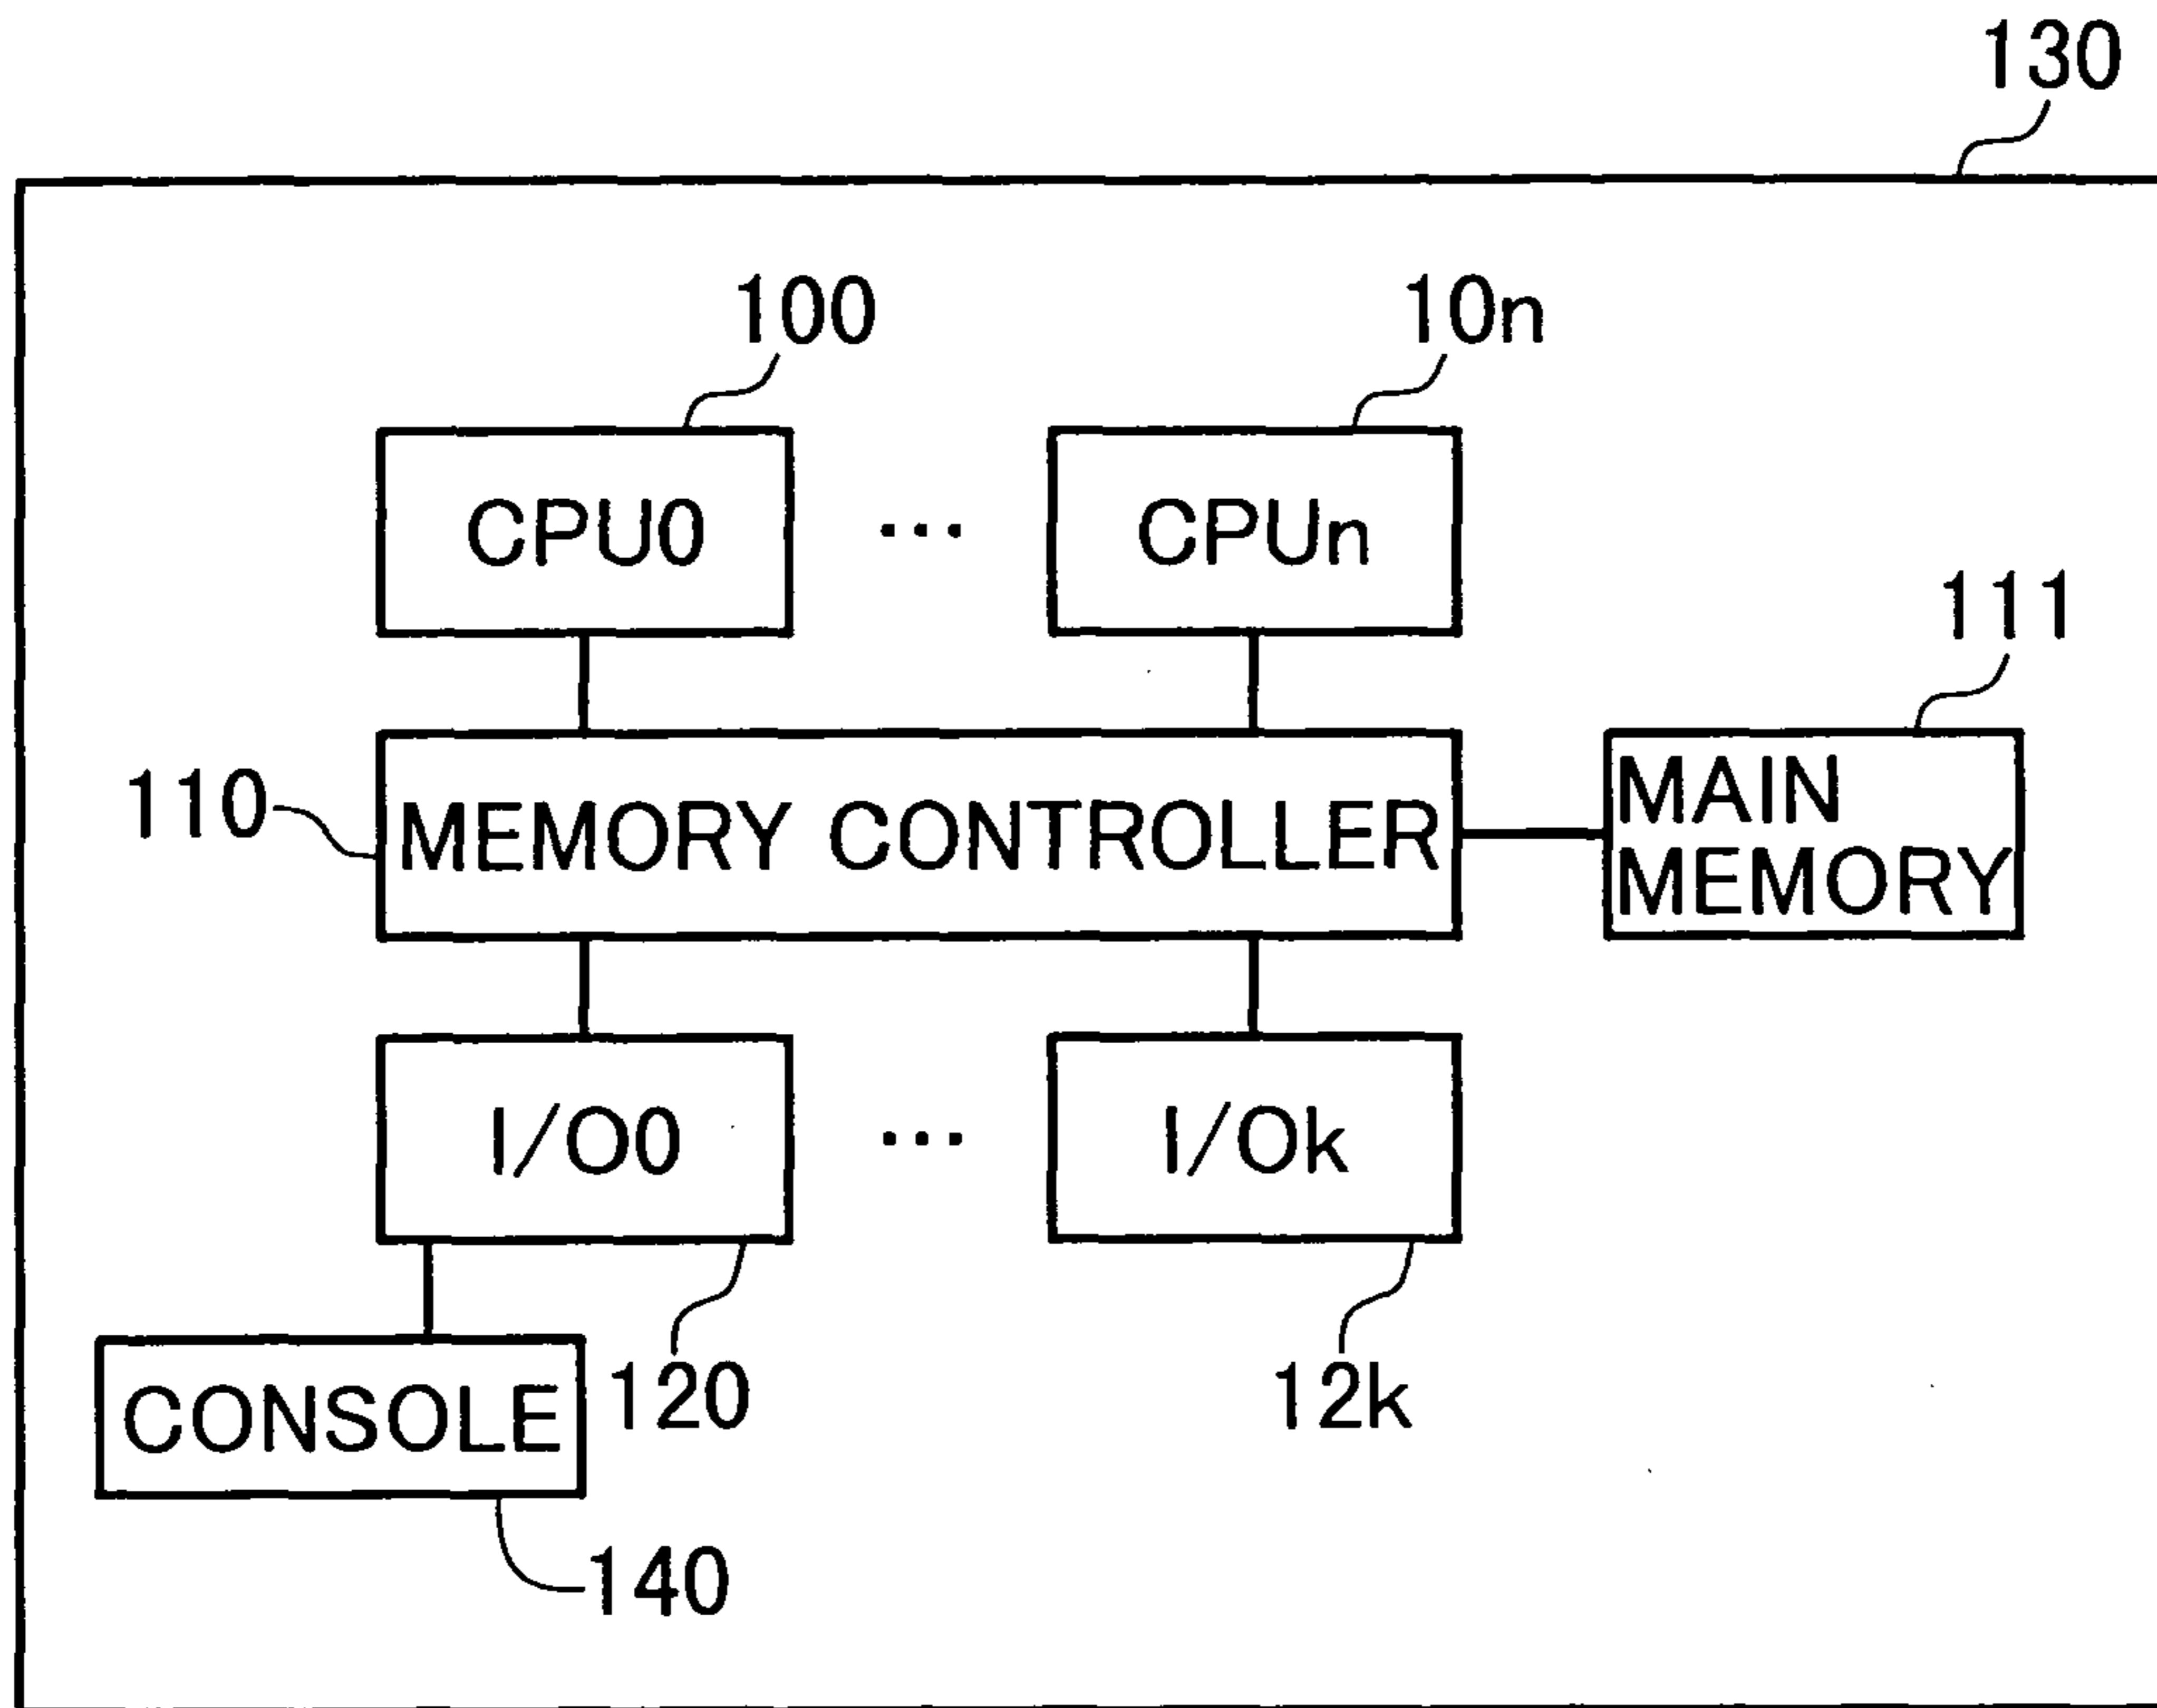 130
100
10n
CPU0 ... CPUn
111
110
MEMORY CONTROLLER
MAIN
MEMORY
I/O0 ... I/Ok
120
12k
CONSOLE
140